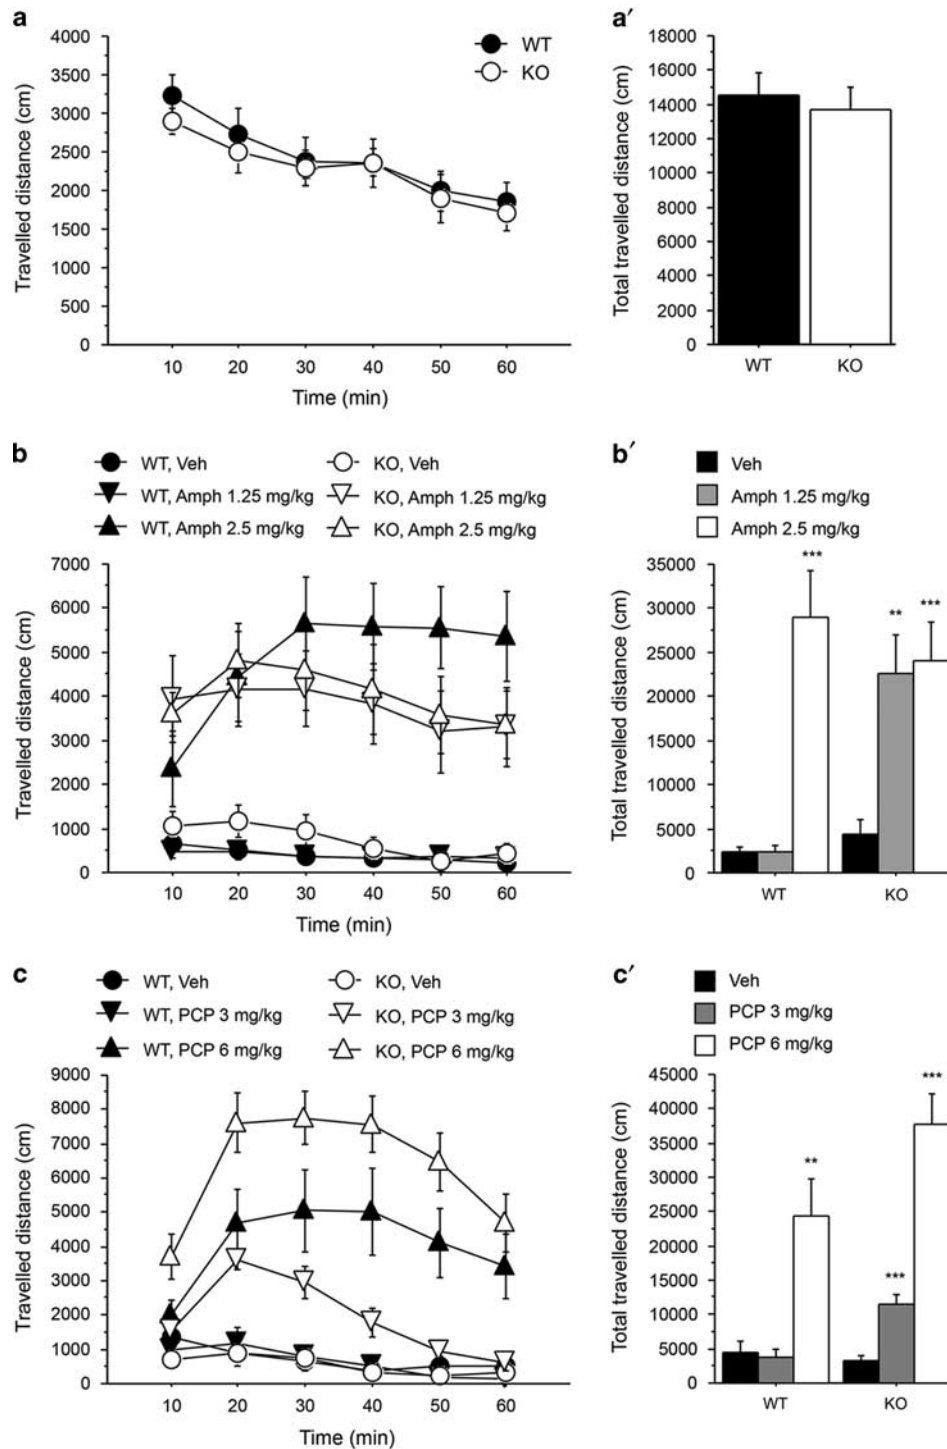 a
4000
3500
3000
2500
2000
1500
1000
500
0
Travelled distance (cm)
WT
KO
10 20 30 40 50 60
Time (min)
a′
18000
16000
14000
12000
10000
8000
6000
4000
2000
0
Total travelled distance (cm)
WT KO
b
WT, Veh
KO, Veh
WT, Amph 1.25 mg/kg
KO, Amph 1.25 mg/kg
WT, Amph 2.5 mg/kg
KO, Amph 2.5 mg/kg
7000
6000
5000
4000
3000
2000
1000
0
Travelled distance (cm)
10 20 30 40 50 60
Time (min)
b′
Veh
Amph 1.25 mg/kg
Amph 2.5 mg/kg
35000
30000
25000
20000
15000
10000
5000
0
Total travelled distance (cm)
***
**
***
WT KO
c
WT, Veh
KO, Veh
WT, PCP 3 mg/kg
KO, PCP 3 mg/kg
WT, PCP 6 mg/kg
KO, PCP 6 mg/kg
9000
8000
7000
6000
5000
4000
3000
2000
1000
0
Travelled distance (cm)
10 20 30 40 50 60
Time (min)
c′
Veh
PCP 3 mg/kg
PCP 6 mg/kg
45000
40000
35000
30000
25000
20000
15000
10000
5000
0
Total travelled distance (cm)
**
***
***
WT KO